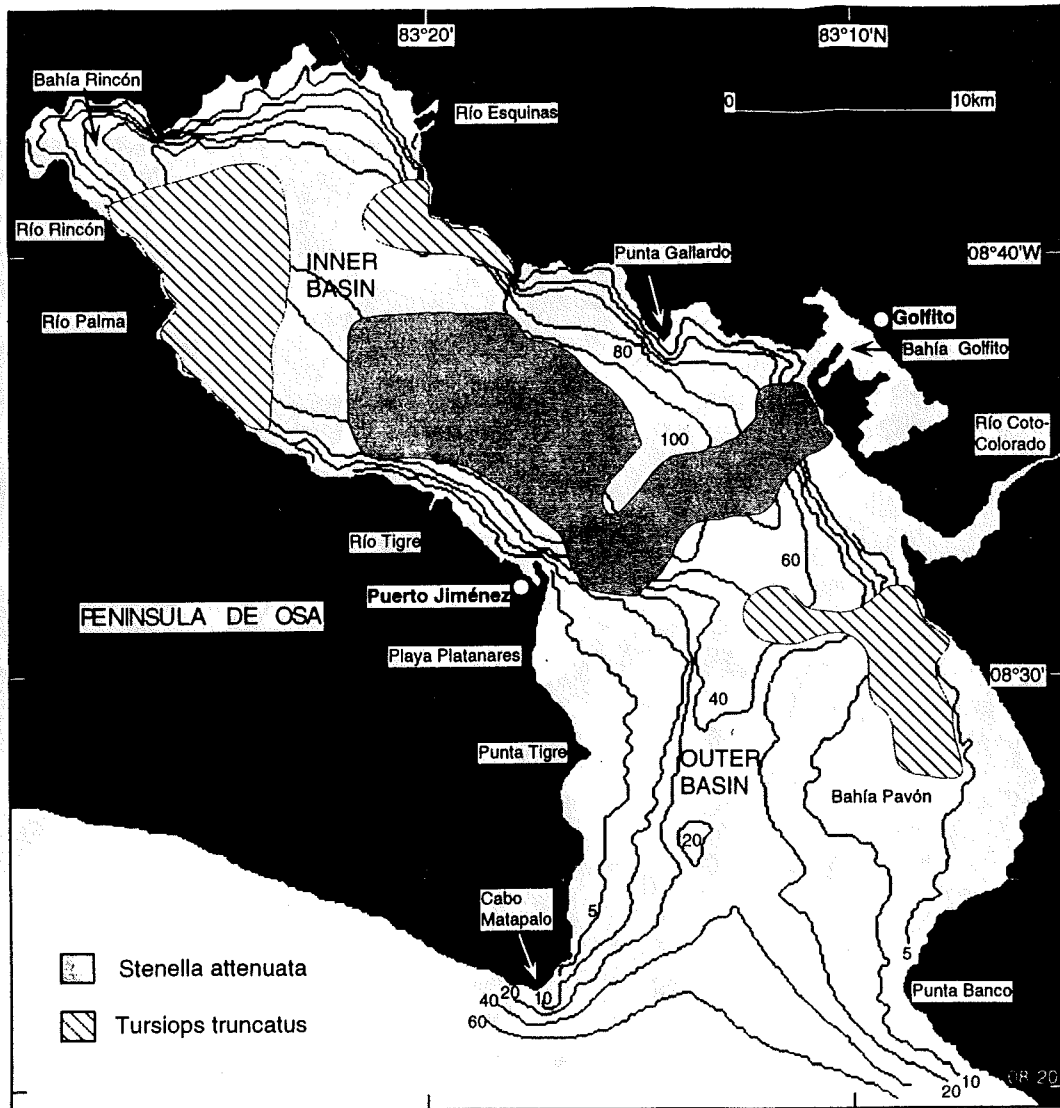 83°20'
83°10'N
Bahía Rincón
0
10km
Río Esquinas
Río Rincón
Punta Gallardo
08°40'W
INNER
BASIN
Río Palma
Golfito
80
Bahía Golfito
100
Río Coto-
Colorado
Río Tigre
60
Puerto Jiménez
PENINSULA DE OSA
Playa Platanares
08°30'
40
Punta Tigre
OUTER
BASIN
Bahía Pavón
20
Cabo
Matapalo
5
5
Stenella attenuata
40
20
10
Punta Banco
60
Tursiops truncatus
08 20
10
20